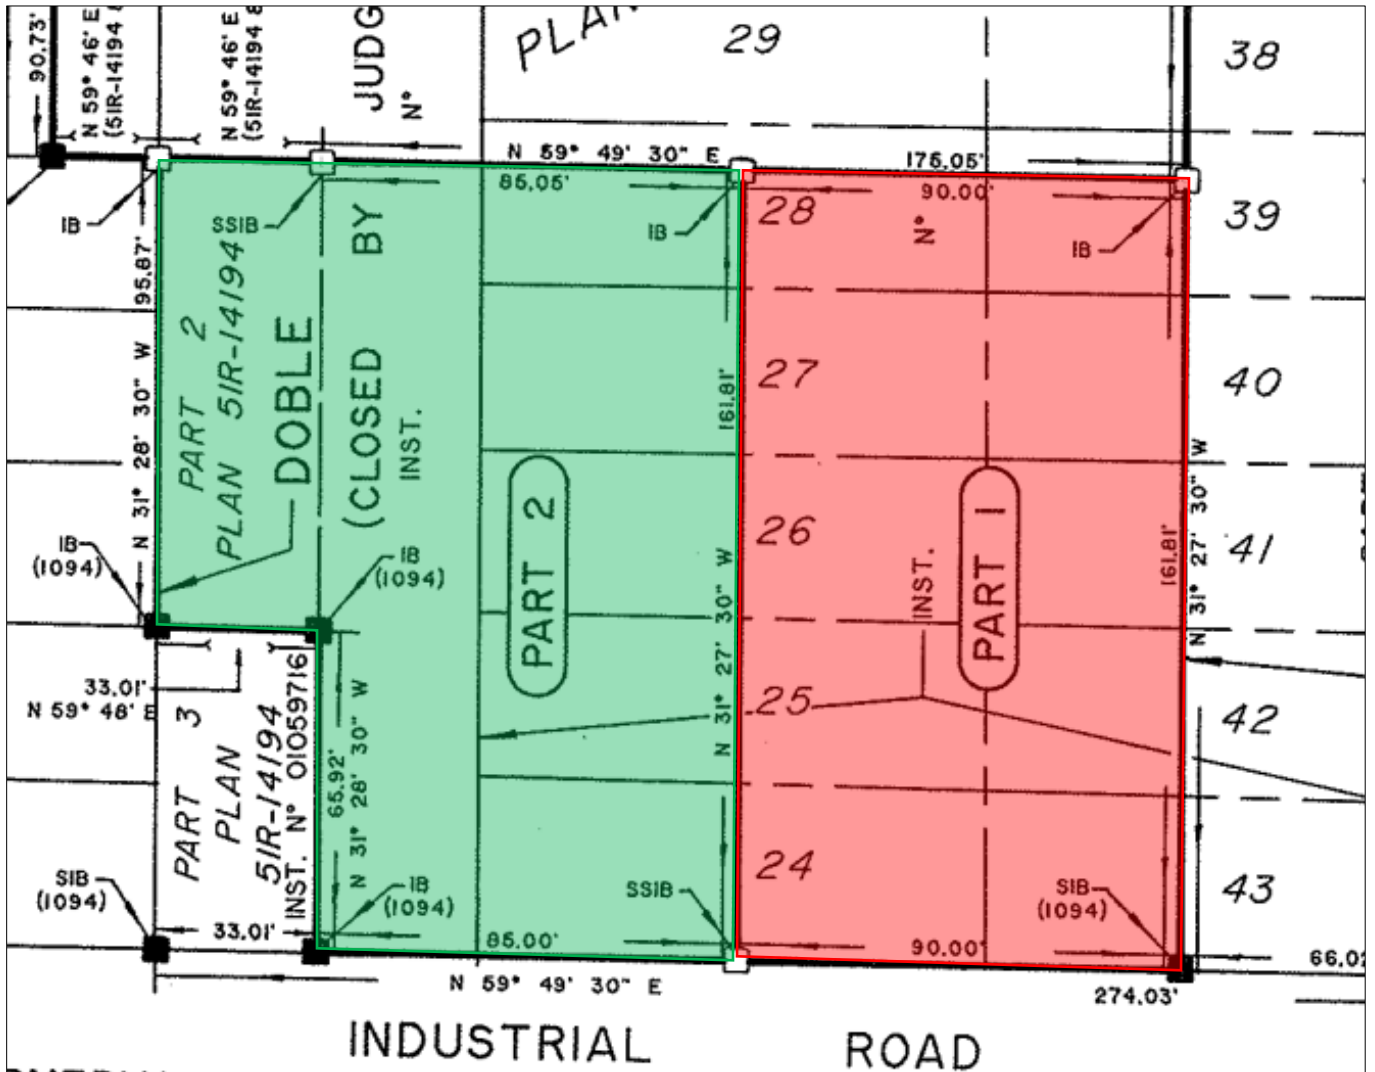 90.73'
N 59° 46' E
(51R-14194
N 59° 46' E
(51R-14194
JUDG
N°
PLAN
29
38
N 59° 49' 30" E
175.05'
85.05'
90.00'
IB
SSIB
IB
28
N°
IB
39
195.87'
PART 2
PLAN 51R-14194
DOBLE
(CLOSED BY
INST.
27
161.81'
40
N 31° 28' 30" W
PART 2
26
PART 1
161.81'
N 31° 27' 30" W
41
IB
(1094)
IB
(1094)
INST.
N 31° 27' 30" W
25
42
33.01'
N 59° 48' E
PART 3
PLAN
51R-14194
INST. N° 01059716
65.92'
N 31° 28' 30" W
24
43
SIB
(1094)
IB
(1094)
SSIB
SIB
(1094)
33.01'
85.00'
90.00'
66.02
N 59° 49' 30" E
274.03'
INDUSTRIAL ROAD